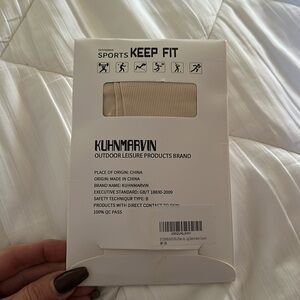 SPORTS KEEP FIT
KUHNMARVIN
OUTDOOR LEISURE PRODUCTS BRAND
PLACE OF ORIGIN: CHINA
ORIGIN: MADE IN CHINA
BRAND NAME: KUHNMARVIN
EXECUTIVE STANDARD: GB/T 18830-2009
SAFETY TECHNIQUE TYPE: B
PRODUCTS WITH DIRECT CONTACT TO SKIN
100% QC PASS